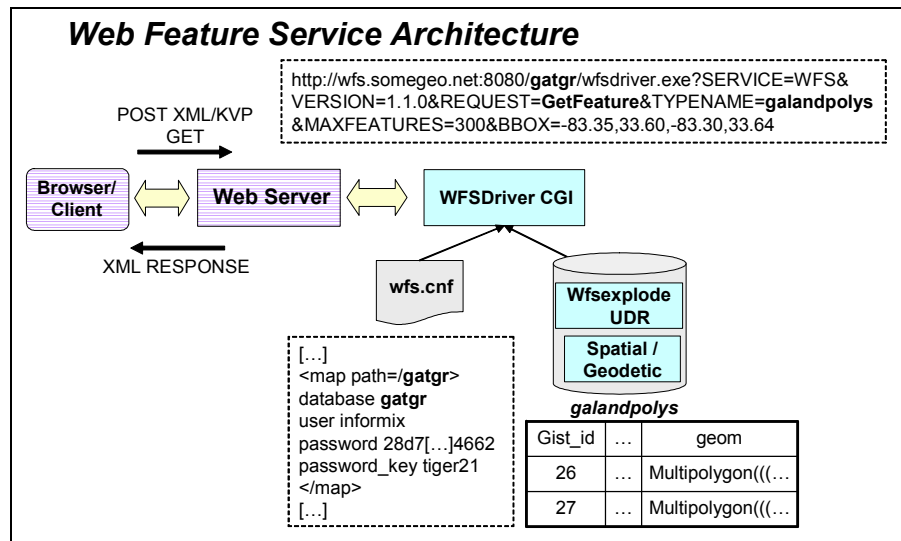 Web Feature Service Architecture
http://wfs.somegeo.net:8080/gatgr/wfsdriver.exe?SERVICE=WFS&
VERSION=1.1.0&REQUEST=GetFeature&TYPENAME=galandpolys
&MAXFEATURES=300&BBOX=-83.35,33.60,-83.30,33.64
POST XML/KVP
GET
Browser/
Client
Web Server
WFSDriver CGI
XML RESPONSE
wfs.cnf
Wfsexplode
UDR
Spatial /
Geodetic
[…]
<map path=/gatgr>
database gatgr
user informix
password 28d7[…]4662
password_key tiger21
</map>
[…]
galandpolys
Gist_id … geom
26 … Multipolygon(((…
27 … Multipolygon(((…